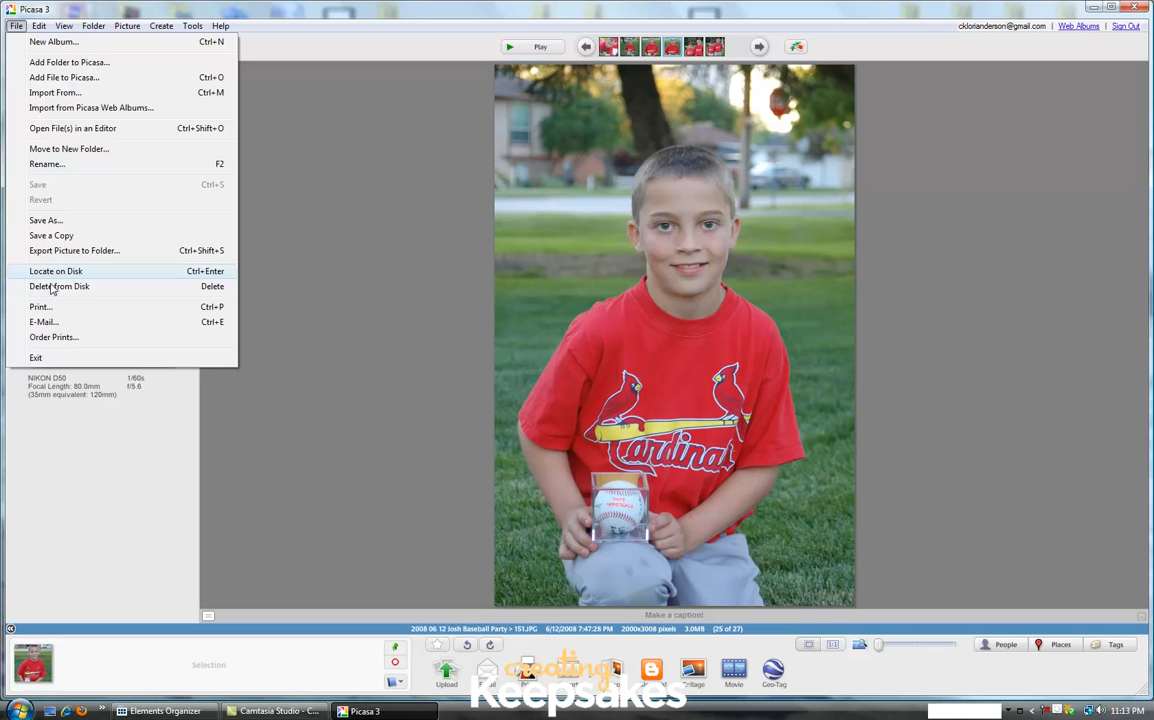 Picasa 3
File Edit View Folder Picture Create Tools Help
cklorianderson@gmail.com | Web Albums | Sign Out
New Album... Ctrl+N
Add Folder to Picasa...
Add File to Picasa... Ctrl+O
Import From... Ctrl+M
Import from Picasa Web Albums...
Open File(s) in an Editor Ctrl+Shift+O
Move to New Folder...
Rename... F2
Save Ctrl+S
Revert
Save As...
Save a Copy
Export Picture to Folder... Ctrl+Shift+S
Locate on Disk Ctrl+Enter
Delete from Disk Delete
Print... Ctrl+P
E-Mail... Ctrl+E
Order Prints...
Exit
Play
NIKON D50 1/60s
Focal Length: 80.0mm f/5.6
(35mm equivalent: 120mm)
Cardinals
Make a caption!
2008 06 12 Josh Baseball Party > 151.JPG 6/12/2008 7:47:28 PM 2000x3008 pixels 3.0MB (25 of 27)
1:1
People Places Tags
Selection
Upload Collage Movie Geo-Tag
creating
Keepsakes
Elements Organizer Camtasia Studio - C... Picasa 3 11:13 PM